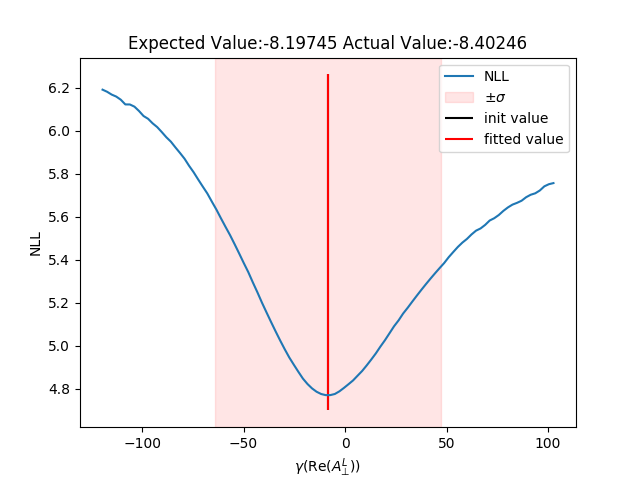 Expected Value:-8.19745 Actual Value:-8.40246
NLL
±σ
init value
fitted value
6.2
6.0
5.8
5.6
5.4
5.2
5.0
4.8
NLL
−100
−50
0
50
100
γ(Re(A_⊥^L))